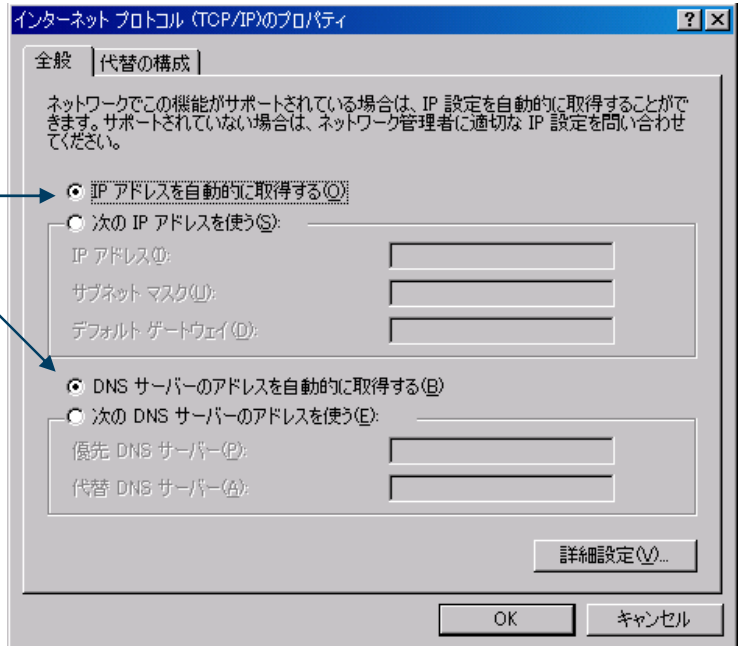 インターネット プロトコル (TCP/IP)のプロパティ
全般
代替の構成
ネットワークでこの機能がサポートされている場合は、IP 設定を自動的に取得することがで
きます。サポートされていない場合は、ネットワーク管理者に適切な IP 設定を問い合わせ
てください。
IP アドレスを自動的に取得する(O)
次の IP アドレスを使う(S):
IP アドレス(I):
サブネット マスク(U):
デフォルト ゲートウェイ(D):
DNS サーバーのアドレスを自動的に取得する(B)
次の DNS サーバーのアドレスを使う(E):
優先 DNS サーバー(P):
代替 DNS サーバー(A):
詳細設定(V)...
OK
キャンセル